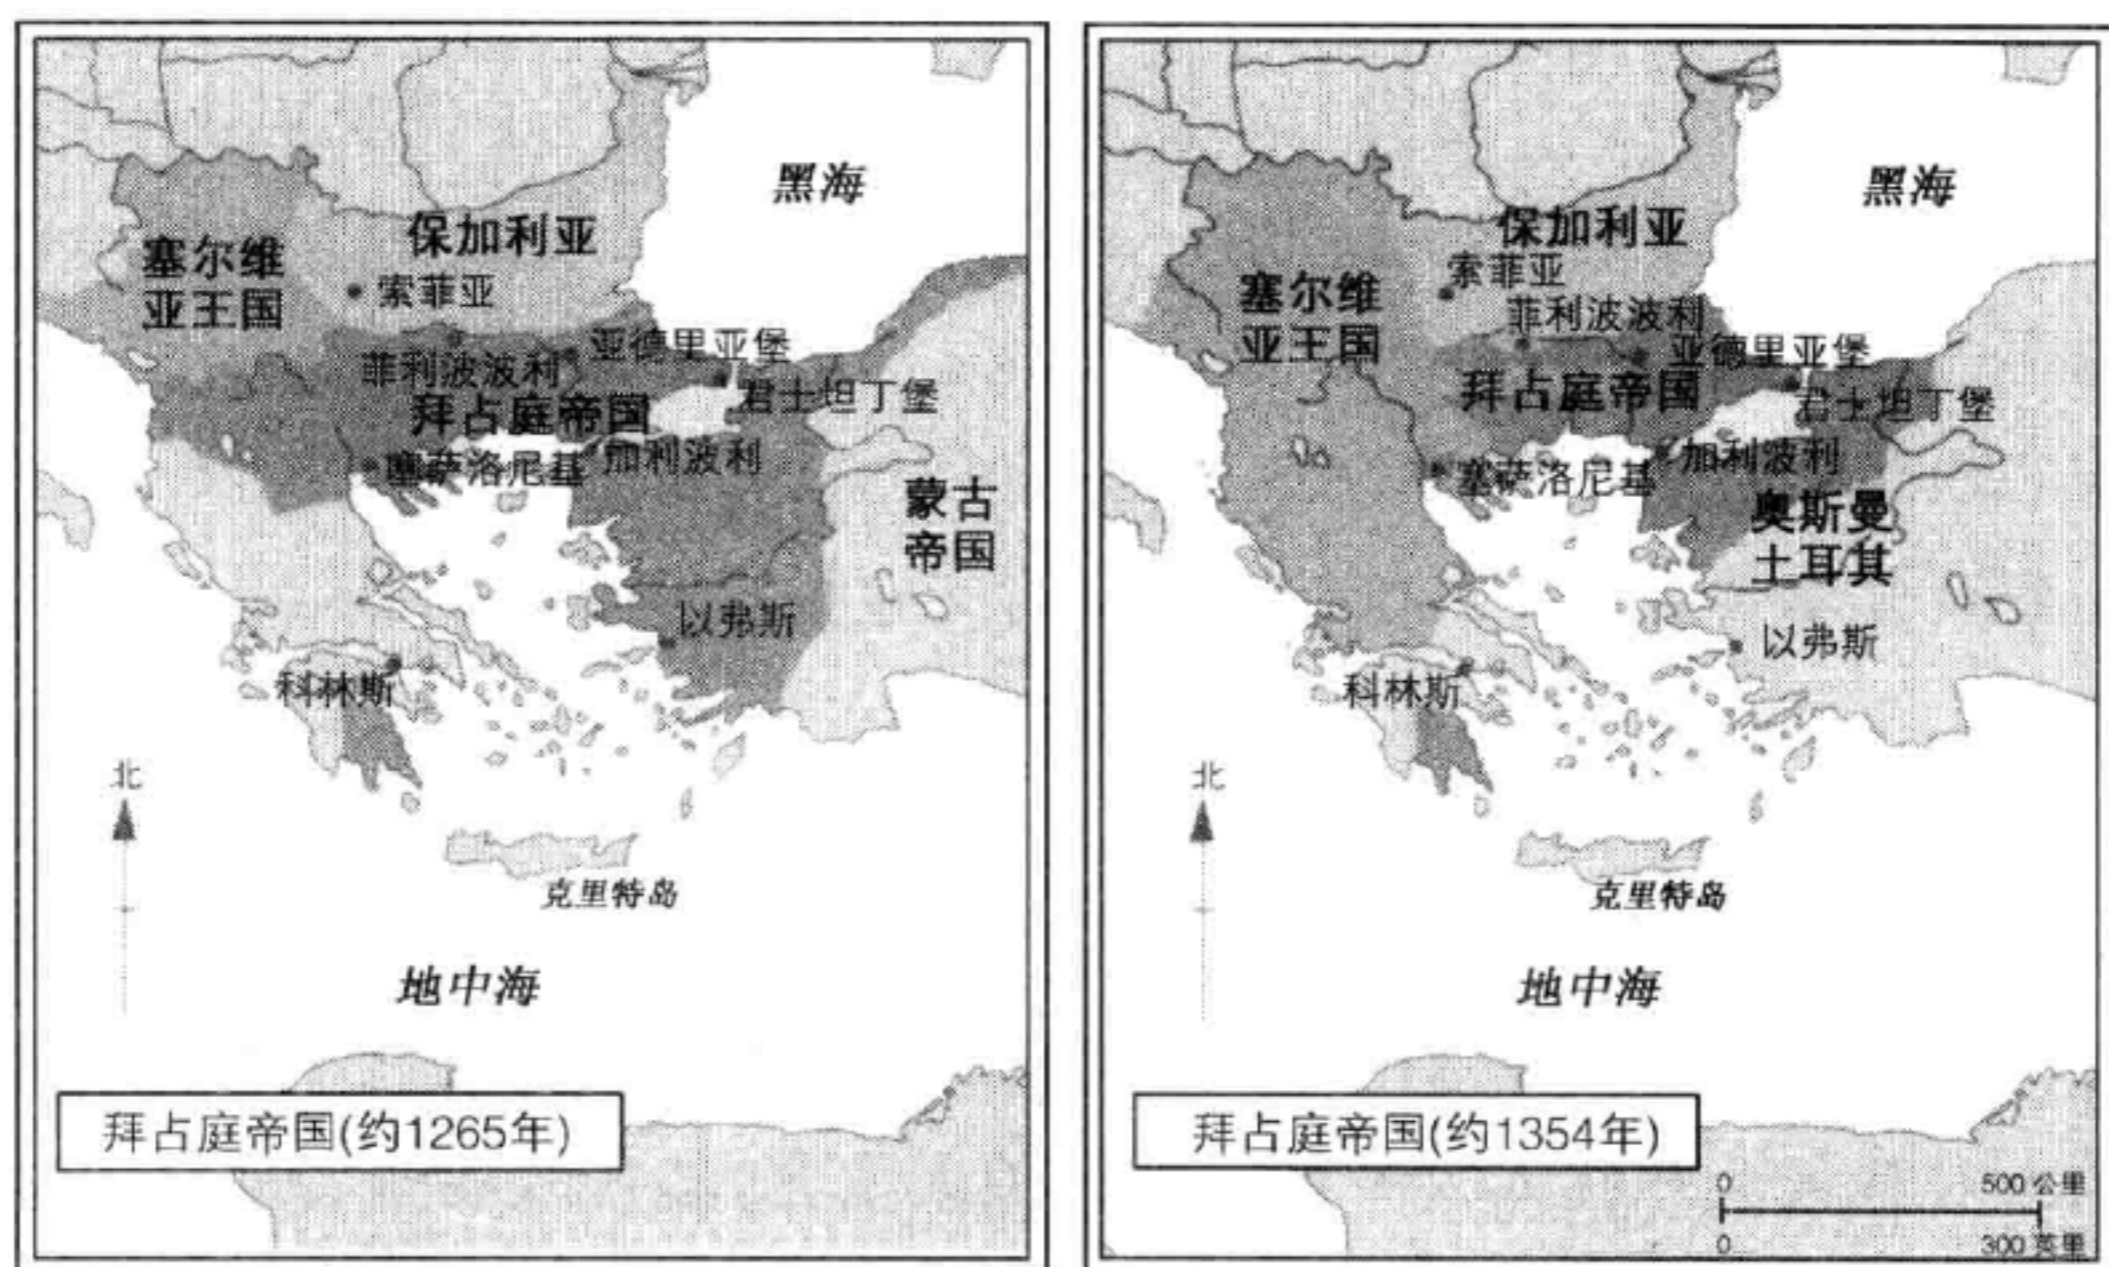 黑海
保加利亚
塞尔维
亚王国
索菲亚
亚德里亚堡
菲利波波利
君士坦丁堡
拜占庭帝国
塞萨洛尼基
加利波利
蒙古
帝国
以弗斯
科林斯
北
克里特岛
地中海
拜占庭帝国(约1265年)
黑海
保加利亚
索菲亚
塞尔维
亚王国
菲利波波利
亚德里亚堡
拜占庭帝国
君士坦丁堡
塞萨洛尼基
加利波利
奥斯曼
土耳其
以弗斯
科林斯
北
克里特岛
地中海
拜占庭帝国(约1354年)
0 500 公里
0 300 英里